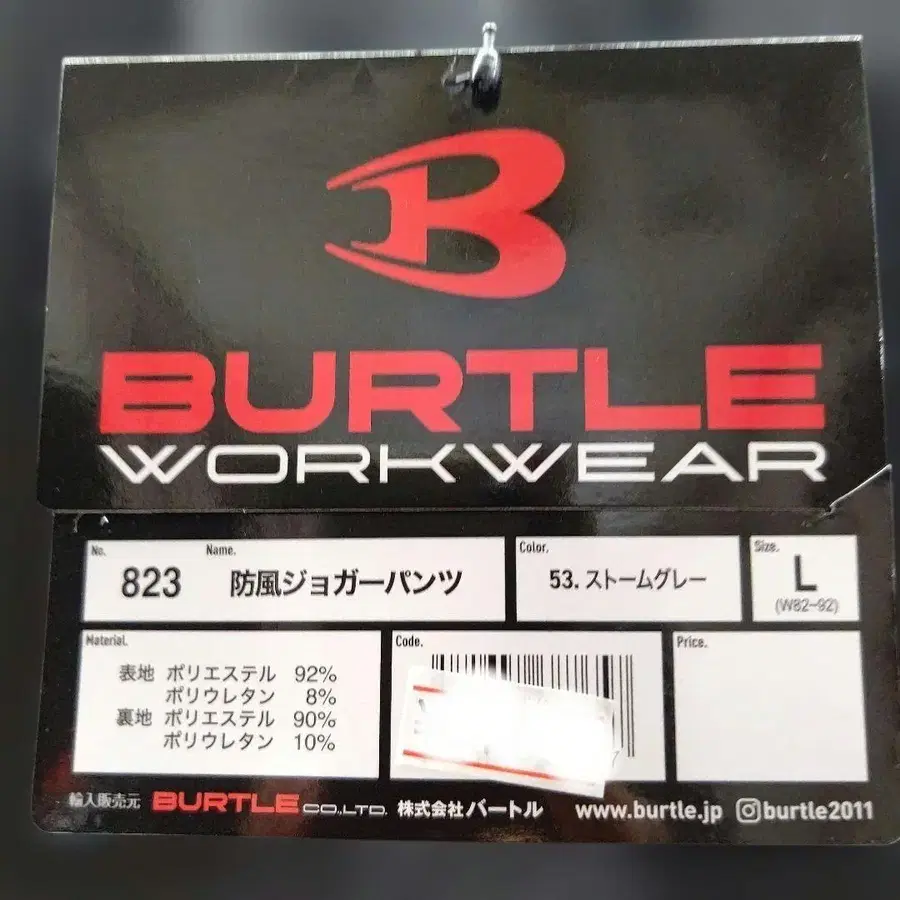 B
BURTLE
WORKWEAR
No. Name.
823 防風ジョガーパンツ
Color.
53. ストームグレー
Size.
L
(W82-92)
Material.
表地 ポリエステル 92%
ポリウレタン 8%
裏地 ポリエステル 90%
ポリウレタン 10%
Code.
Price.
輸入販売元 BURTLE CO.,LTD. 株式会社バートル www.burtle.jp burtle2011